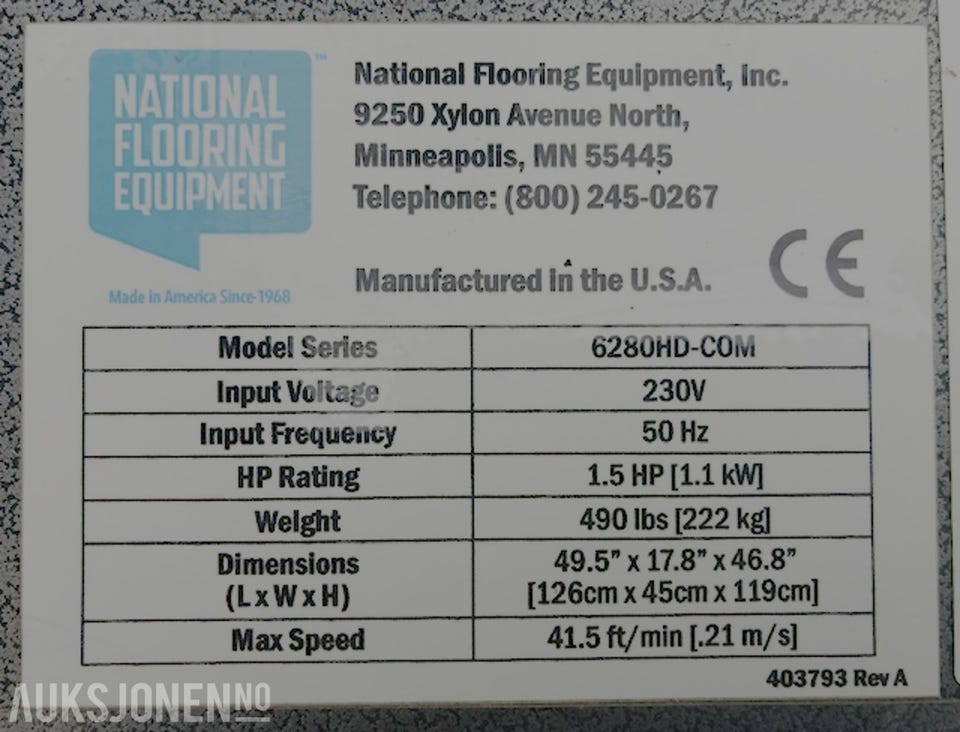 NATIONAL
FLOORING
EQUIPMENT
™
Made in America Since 1968
National Flooring Equipment, Inc.
9250 Xylon Avenue North,
Minneapolis, MN 55445
Telephone: (800) 245-0267
Manufactured in the U.S.A.
CE
Model Series 6280HD-COM
Input Voltage 230V
Input Frequency 50 Hz
HP Rating 1.5 HP [1.1 kW]
Weight 490 lbs [222 kg]
Dimensions 49.5” x 17.8” x 46.8”
(L x W x H) [126cm x 45cm x 119cm]
Max Speed 41.5 ft/min [.21 m/s]
403793 Rev A
AUKSJONEN NO